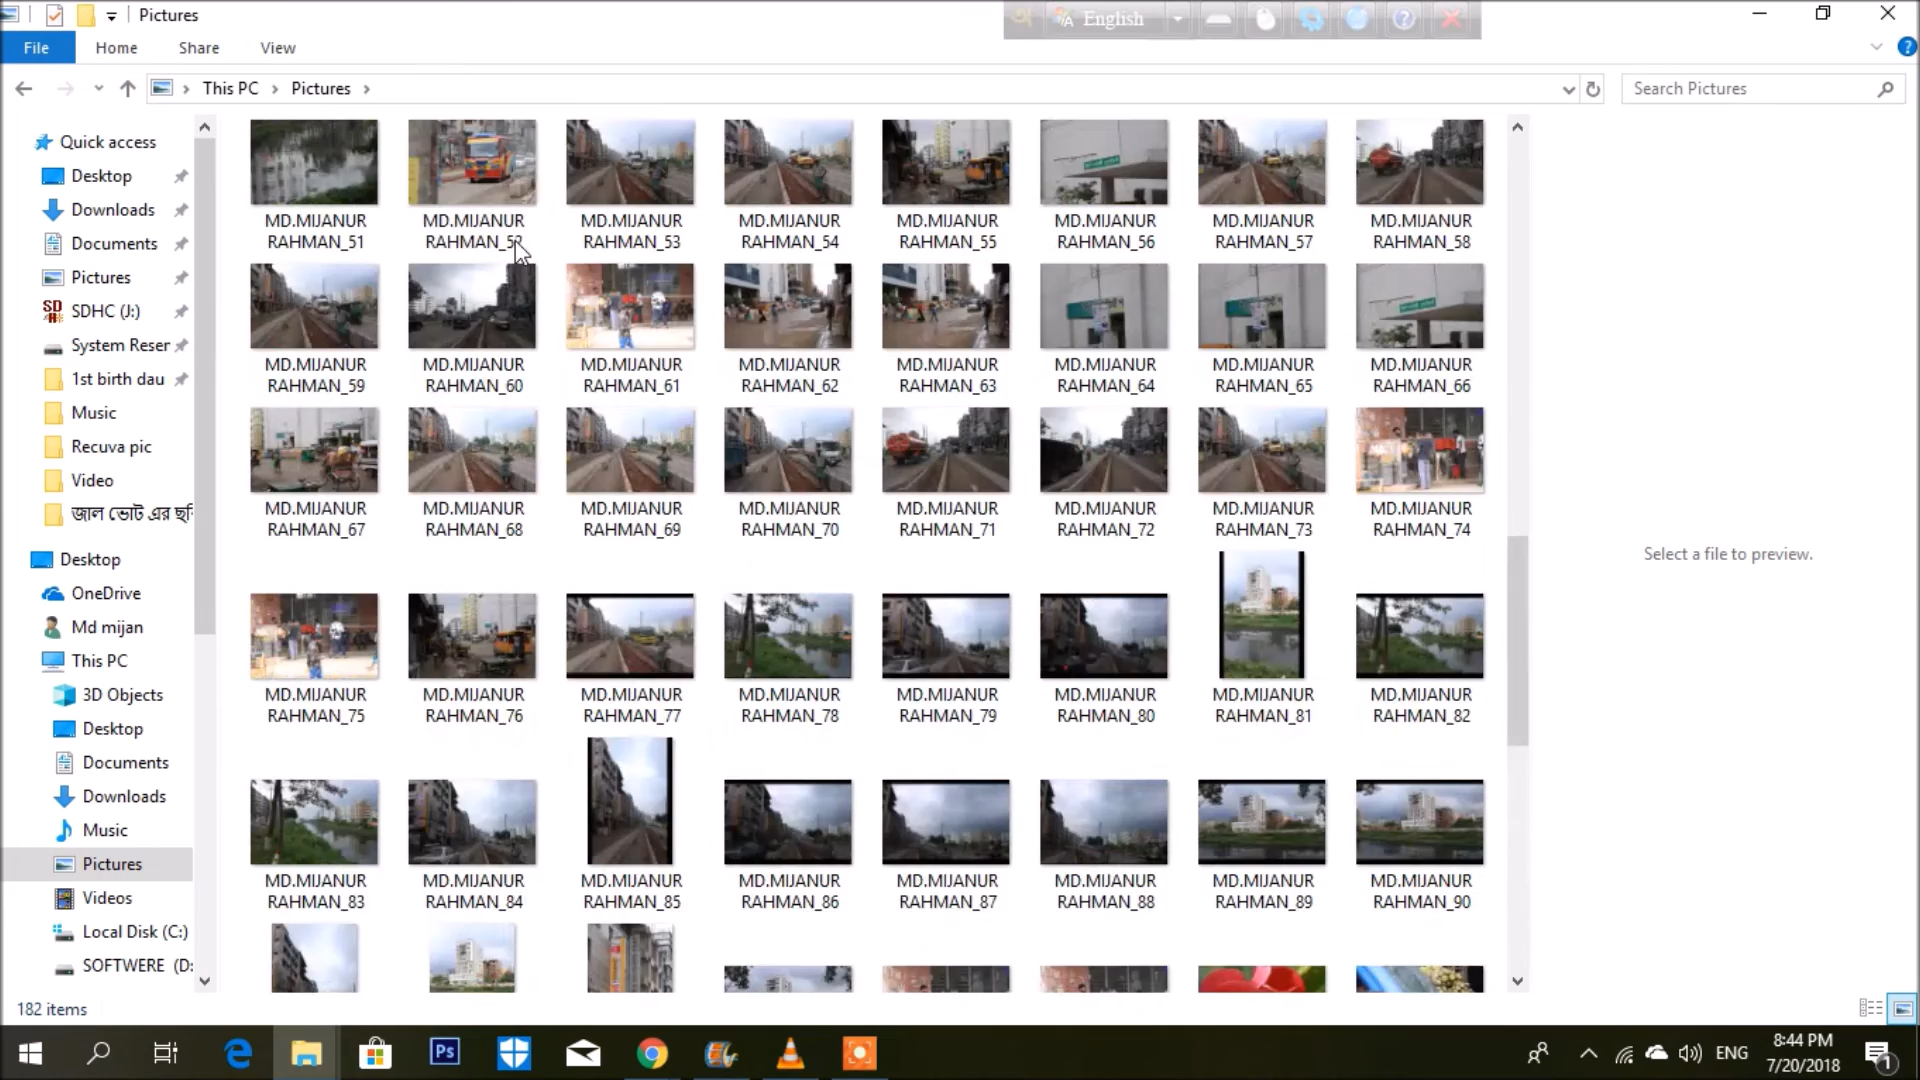 Pictures
English
File
Home
Share
View
This PC
Pictures
Search Pictures
Quick access
Desktop
Downloads
Documents
Pictures
SDHC (J:)
System Reser
1st birth dau
Music
Recuva pic
Video
জাল ভোট এর ছবি
Desktop
OneDrive
Md mijan
This PC
3D Objects
Desktop
Documents
Downloads
Music
Pictures
Videos
Local Disk (C:)
SOFTWERE (D:
MD.MIJANUR RAHMAN_51
MD.MIJANUR RAHMAN_52
MD.MIJANUR RAHMAN_53
MD.MIJANUR RAHMAN_54
MD.MIJANUR RAHMAN_55
MD.MIJANUR RAHMAN_56
MD.MIJANUR RAHMAN_57
MD.MIJANUR RAHMAN_58
MD.MIJANUR RAHMAN_59
MD.MIJANUR RAHMAN_60
MD.MIJANUR RAHMAN_61
MD.MIJANUR RAHMAN_62
MD.MIJANUR RAHMAN_63
MD.MIJANUR RAHMAN_64
MD.MIJANUR RAHMAN_65
MD.MIJANUR RAHMAN_66
MD.MIJANUR RAHMAN_67
MD.MIJANUR RAHMAN_68
MD.MIJANUR RAHMAN_69
MD.MIJANUR RAHMAN_70
MD.MIJANUR RAHMAN_71
MD.MIJANUR RAHMAN_72
MD.MIJANUR RAHMAN_73
MD.MIJANUR RAHMAN_74
MD.MIJANUR RAHMAN_75
MD.MIJANUR RAHMAN_76
MD.MIJANUR RAHMAN_77
MD.MIJANUR RAHMAN_78
MD.MIJANUR RAHMAN_79
MD.MIJANUR RAHMAN_80
MD.MIJANUR RAHMAN_81
MD.MIJANUR RAHMAN_82
MD.MIJANUR RAHMAN_83
MD.MIJANUR RAHMAN_84
MD.MIJANUR RAHMAN_85
MD.MIJANUR RAHMAN_86
MD.MIJANUR RAHMAN_87
MD.MIJANUR RAHMAN_88
MD.MIJANUR RAHMAN_89
MD.MIJANUR RAHMAN_90
Select a file to preview.
182 items
Ps
ENG
8:44 PM
7/20/2018
1